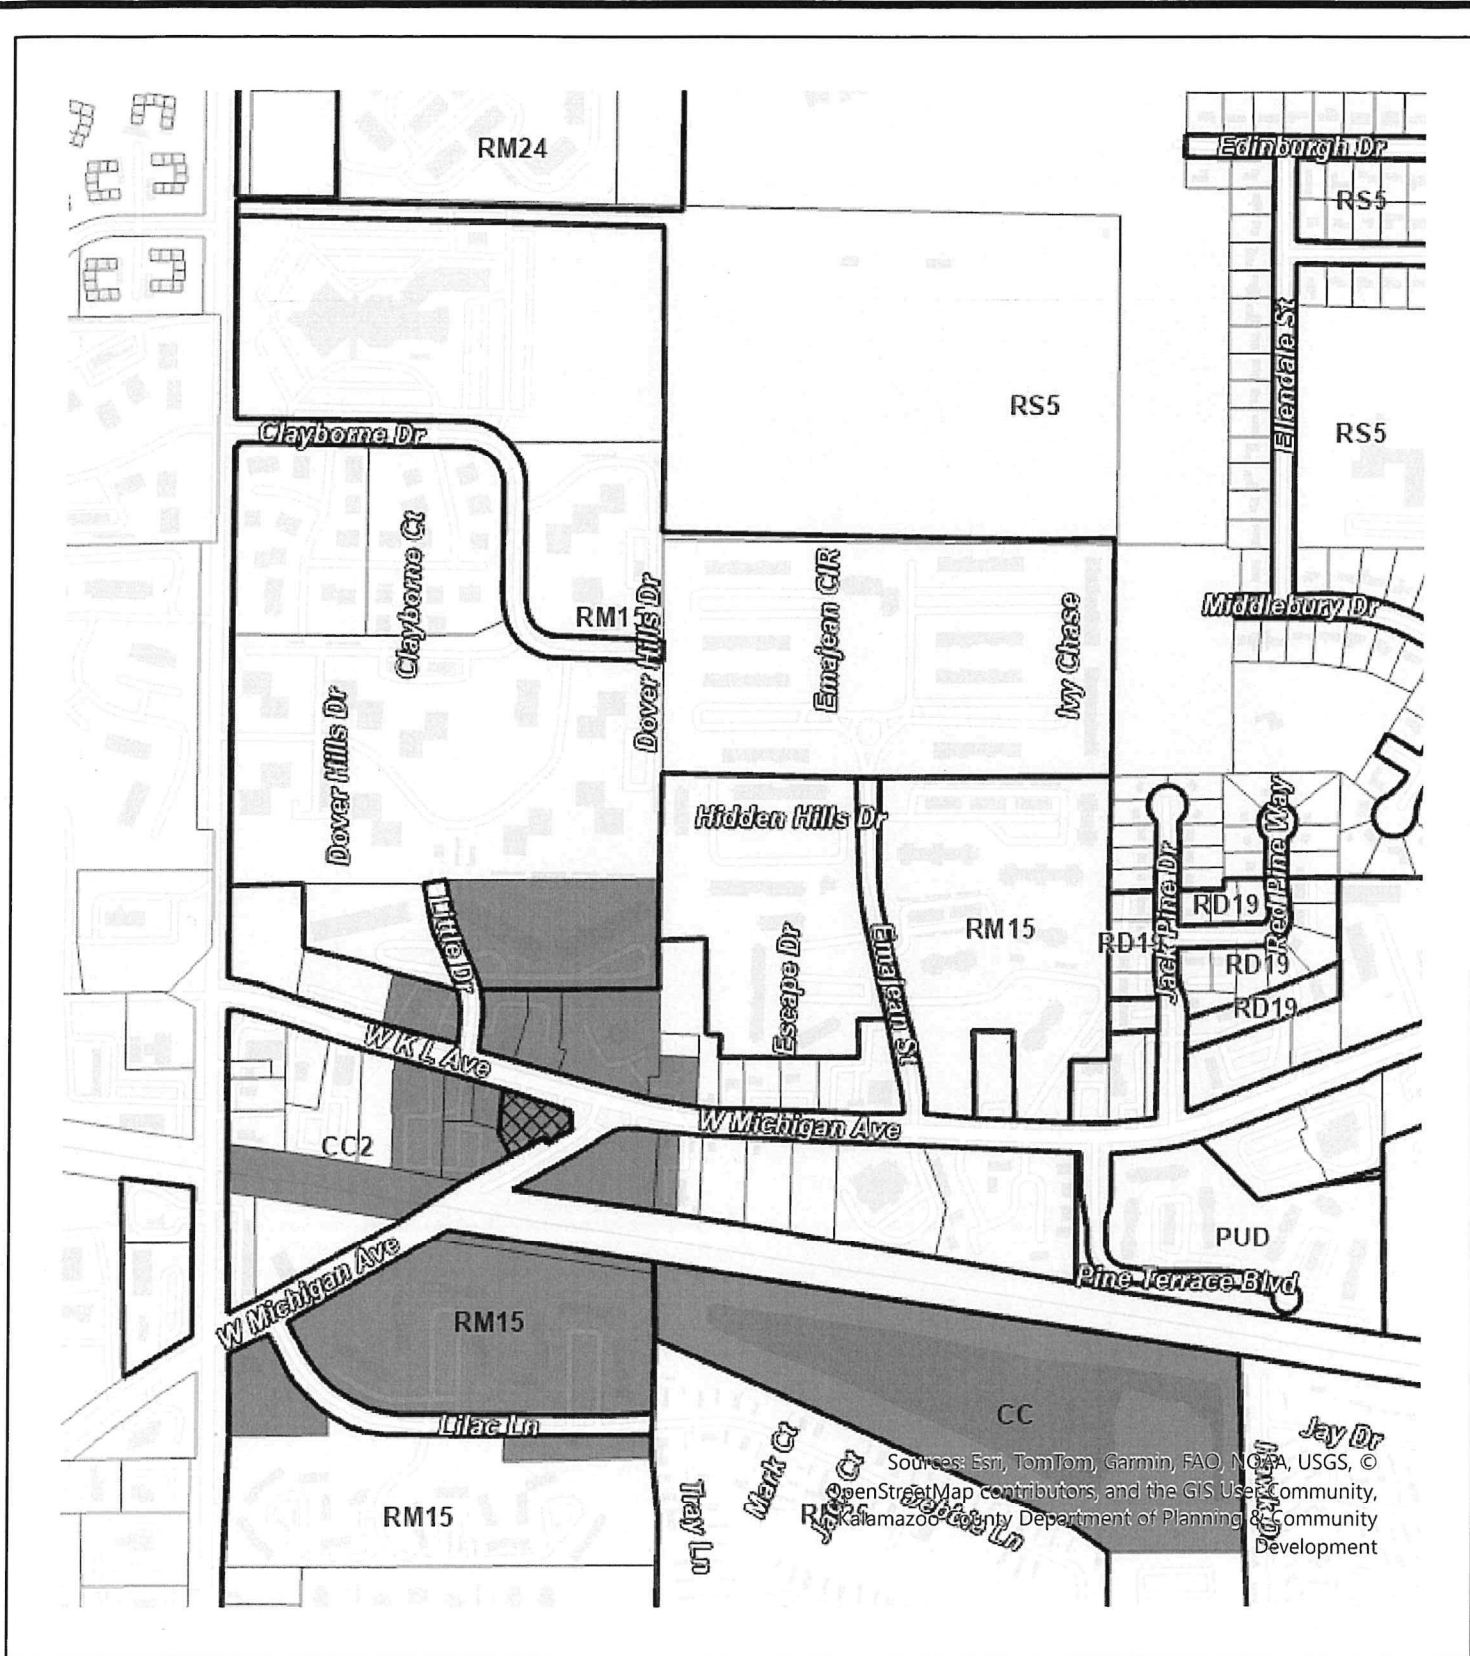 RM24
Edinburgh Dr
RS5
Ellendale St
RS5
RS5
Clayborne Dr
Clayborne Ct
RM1
Dover Hills Dr
Emajean CIR
Ivy Chase
Middlebury Dr
Dover Hills Dr
Hidden Hills Dr
Little Dr
Escape Dr
Emajean St
RM15
Jack Pine Dr
Red Pine Way
RD19
RD19
RD19
RD19
W K L Ave
W Michigan Ave
CC2
PUD
Pine Terrace Blvd
W Michigan Ave
RM15
Lilac Ln
CC
Jay Dr
Mark Ct
Tray Ln
RM15
Sources: Esri, TomTom, Garmin, FAO, NOAA, USGS, ©
OpenStreetMap contributors, and the GIS User Community,
Kalamazoo County Department of Planning & Community
Development